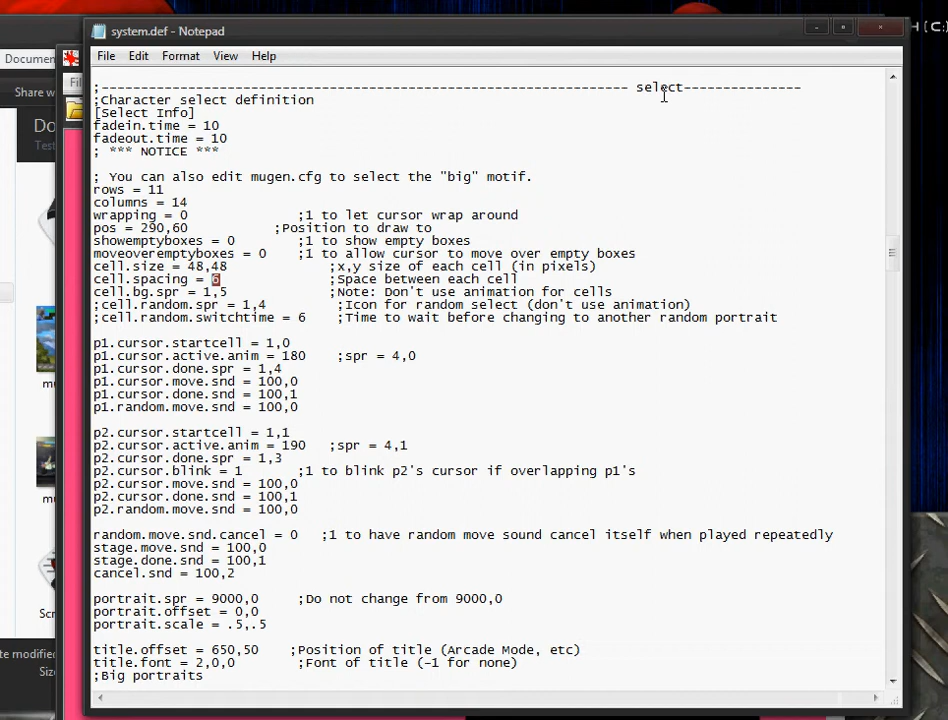 system.def - Notepad
H (C:)
File Edit Format View Help
Documen
Share w
Do
;------------------------------------------------------------------- select---------------
;Character select definition
[Select Info]
fadein.time = 10
fadeout.time = 10
; *** NOTICE ***
; You can also edit mugen.cfg to select the "big" motif.
rows = 11
columns = 14
wrapping = 0 ;1 to let cursor wrap around
pos = 290,60 ;Position to draw to
showemptyboxes = 0 ;1 to show empty boxes
moveoveremptyboxes = 0 ;1 to allow cursor to move over empty boxes
cell.size = 48,48 ;x,y size of each cell (in pixels)
cell.spacing = ;Space between each cell
cell.bg.spr = 1,5 ;Note: Don't use animation for cells
;cell.random.spr = 1,4 ;Icon for random select (don't use animation)
;cell.random.switchtime = 6 ;Time to wait before changing to another random portrait
p1.cursor.startcell = 1,0
p1.cursor.active.anim = 180 ;spr = 4,0
p1.cursor.done.spr = 1,4
p1.cursor.move.snd = 100,0
p1.cursor.done.snd = 100,1
p1.random.move.snd = 100,0
p2.cursor.startcell = 1,1
p2.cursor.active.anim = 190 ;spr = 4,1
p2.cursor.done.spr = 1,3
p2.cursor.blink = 1 ;1 to blink p2's cursor if overlapping p1's
p2.cursor.move.snd = 100,0
p2.cursor.done.snd = 100,1
p2.random.move.snd = 100,0
random.move.snd.cancel = 0 ;1 to have random move sound cancel itself when played repeatedly
stage.move.snd = 100,0
stage.done.snd = 100,1
cancel.snd = 100,2
portrait.spr = 9000,0 ;Do not change from 9000,0
portrait.offset = 0,0
portrait.scale = .5,.5
title.offset = 650,50 ;Position of title (Arcade Mode, etc)
title.font = 2,0,0 ;Font of title (-1 for none)
;Big portraits
mu
mu
Scr
te modified